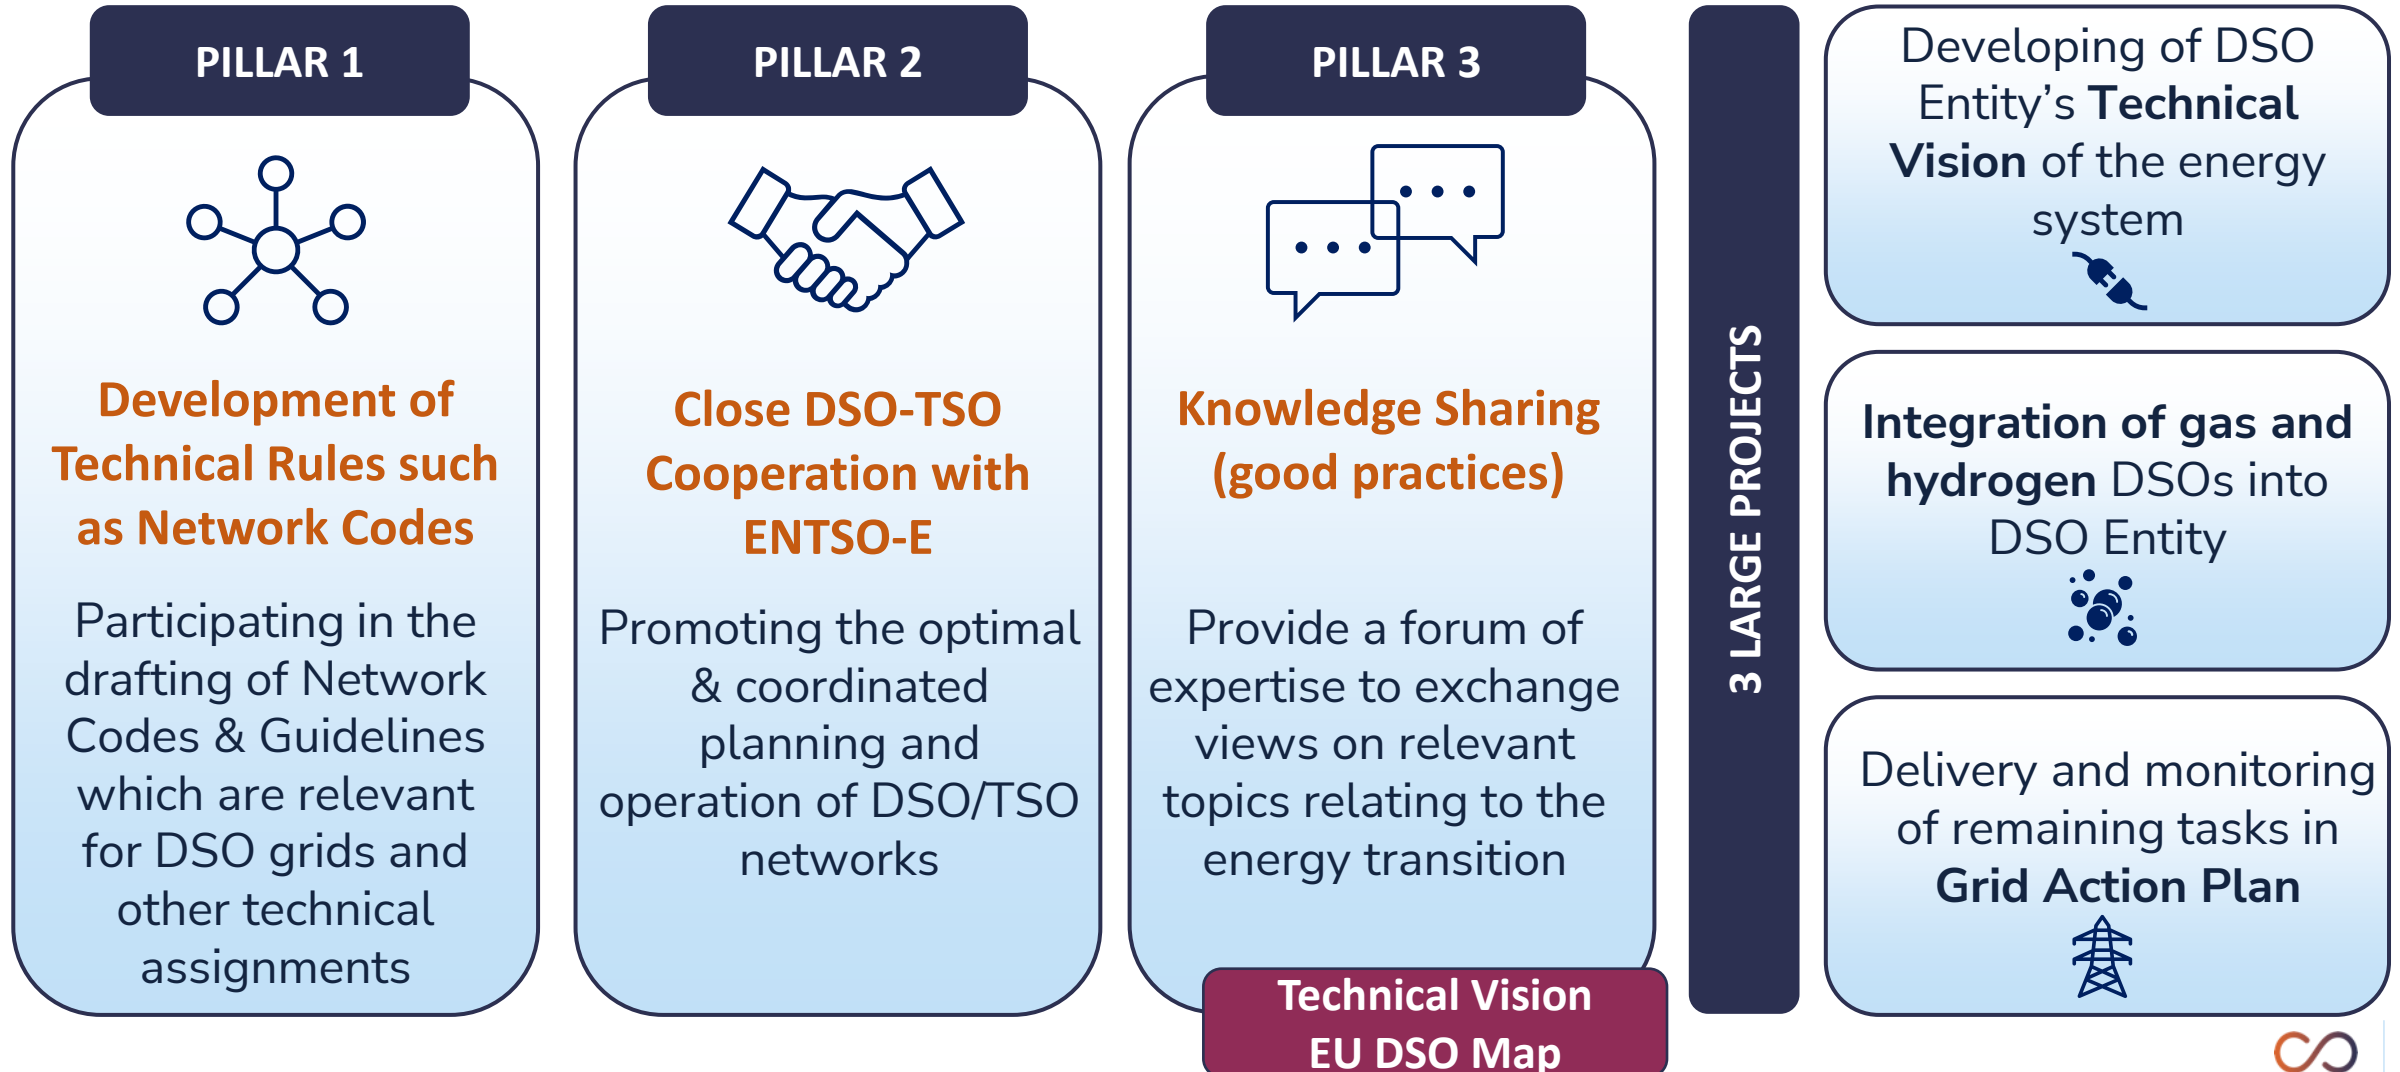 PILLAR 1
Development of
Technical Rules such
as Network Codes
Participating in the
drafting of Network
Codes & Guidelines
which are relevant
for DSO grids and
other technical
assignments
PILLAR 2
Close DSO-TSO
Cooperation with
ENTSO-E
Promoting the optimal
& coordinated
planning and
operation of DSO/TSO
networks
PILLAR 3
Knowledge Sharing
(good practices)
Provide a forum of
expertise to exchange
views on relevant
topics relating to the
energy transition
Technical Vision
EU DSO Map
3 LARGE PROJECTS
Developing of DSO
Entity’s Technical
Vision of the energy
system
Integration of gas and
hydrogen DSOs into
DSO Entity
Delivery and monitoring
of remaining tasks in
Grid Action Plan